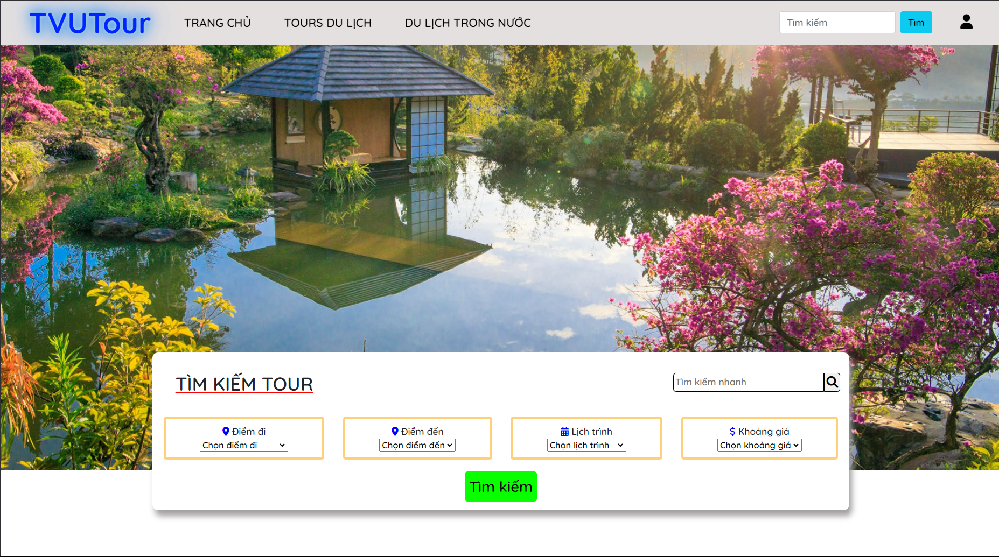 TVUTour
TRANG CHỦ
TOURS DU LỊCH
DU LỊCH TRONG NƯỚC
Tìm kiếm
Tìm
TÌM KIẾM TOUR
Tìm kiếm nhanh
Điểm đi
Chọn điểm đi
Điểm đến
Chọn điểm đến
Lịch trình
Chọn lịch trình
Khoảng giá
Chọn khoảng giá
Tìm kiếm